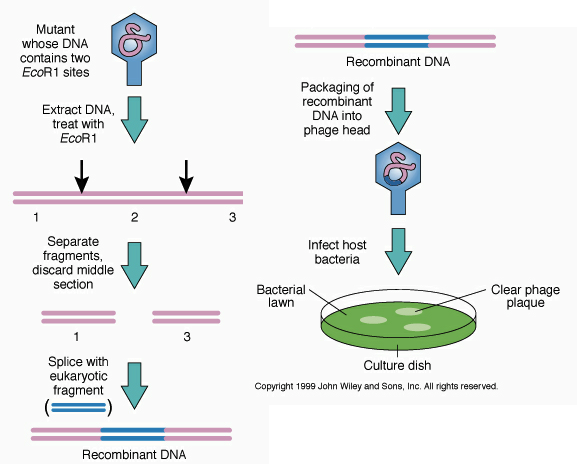 Mutant
whose DNA
contains two
EcoR1 sites
Extract DNA,
treat with
EcoR1
1 2 3
Separate
fragments,
discard middle
section
1 3
Splice with
eukaryotic
fragment
( )
Recombinant DNA
Recombinant DNA
Packaging of
recombinant
DNA into
phage head
Infect host
bacteria
Bacterial
lawn
Clear phage
plaque
Culture dish
Copyright 1999 John Wiley and Sons, Inc. All rights reserved.